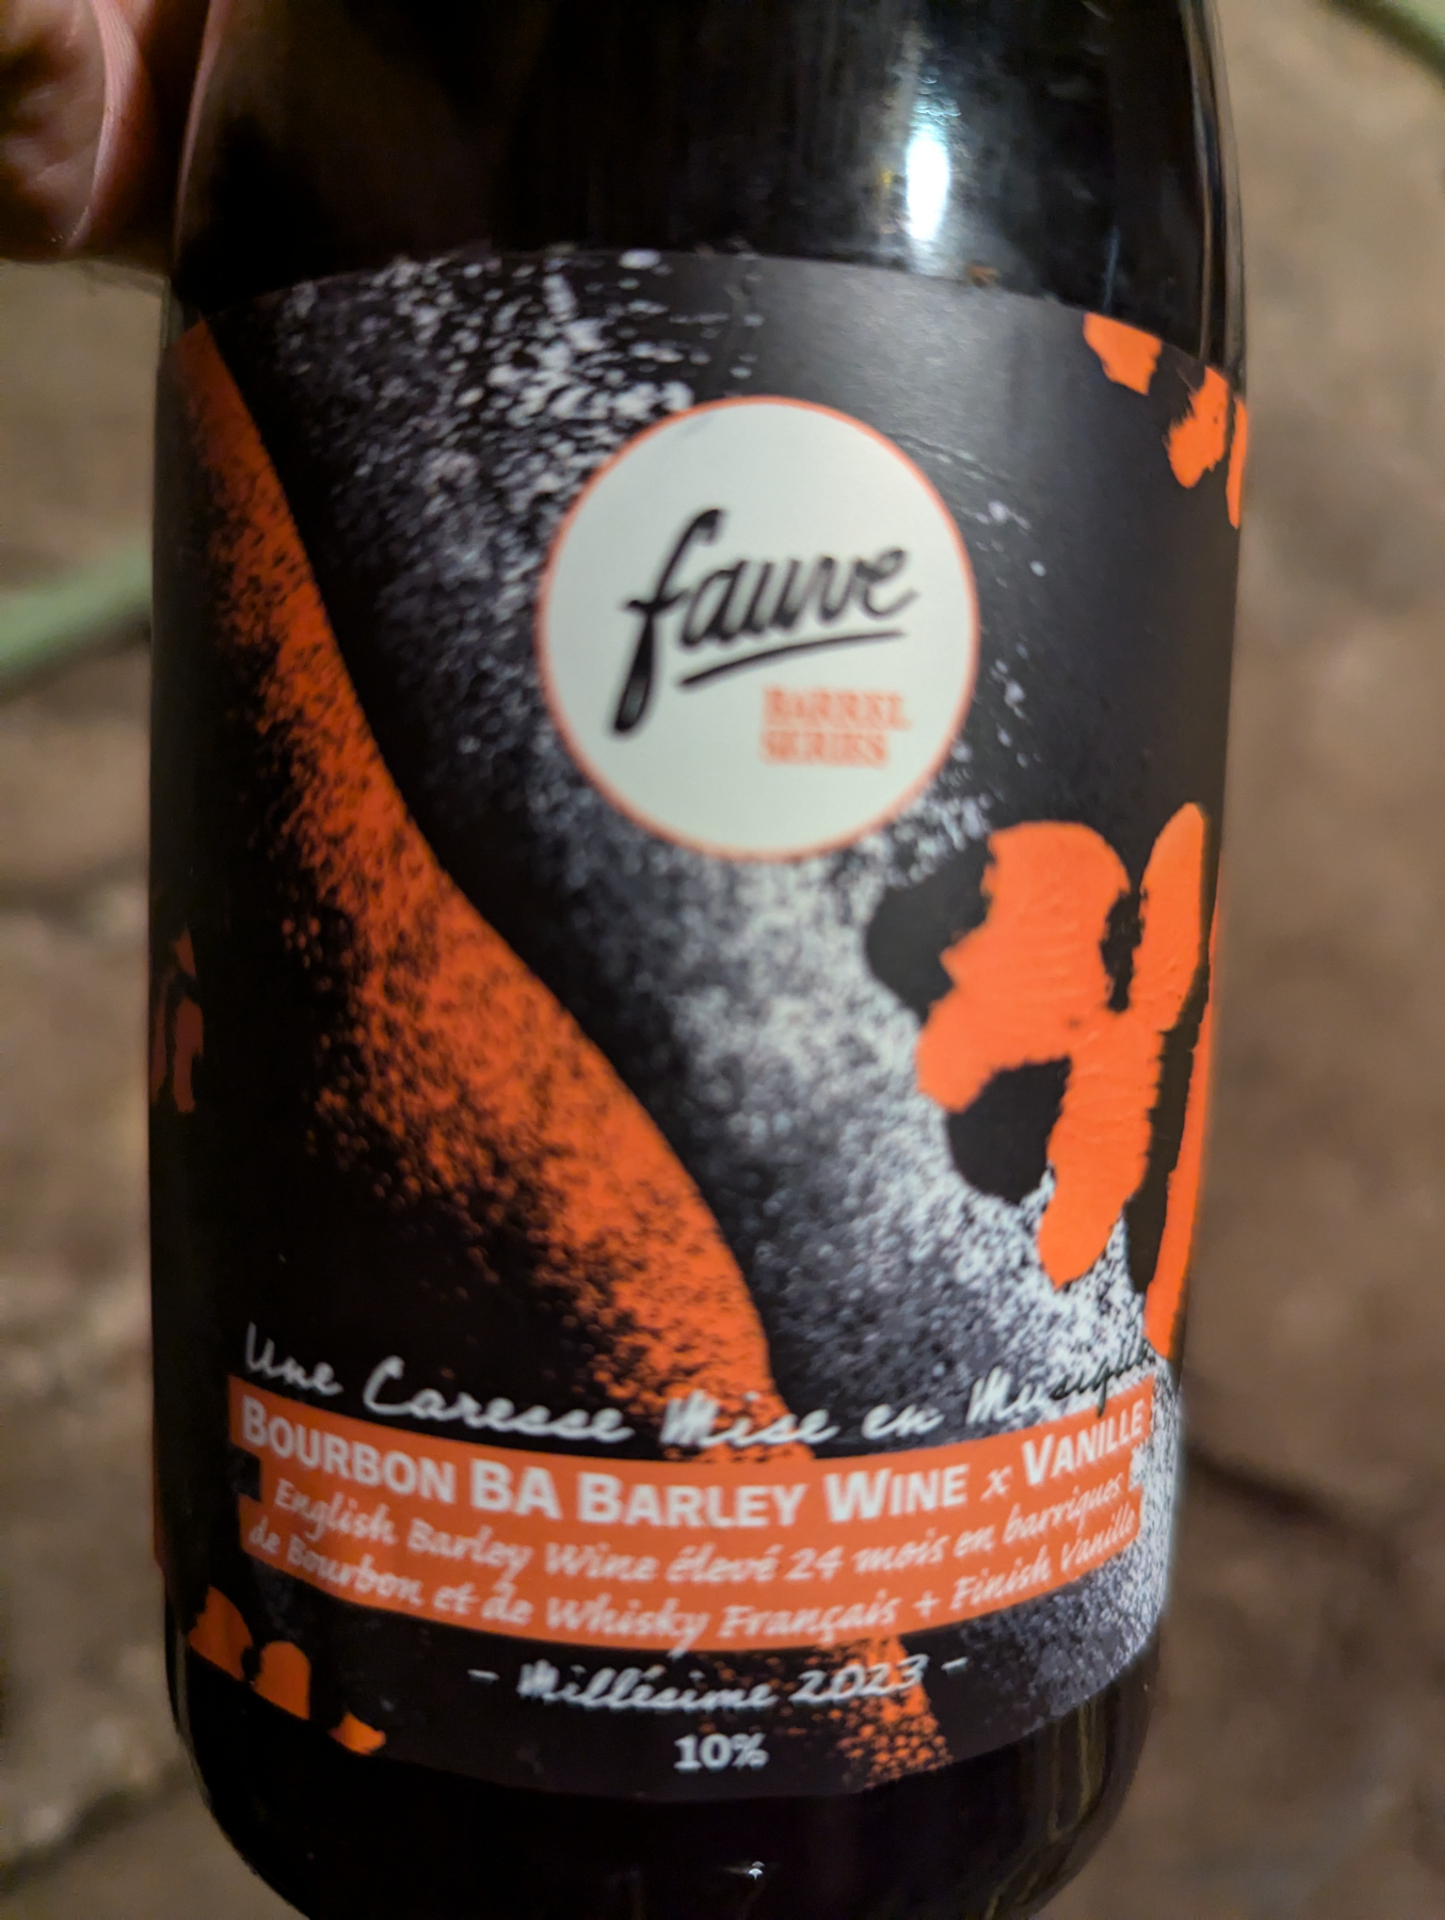 fauve
BARREL
SERIES
Une Caresse Mise en Musique
BOURBON BA BARLEY WINE x VANILLE
English Barley Wine élevé 24 mois en barriques
de Bourbon et de Whisky Français + Finish Vanille
- Millésime 2023 -
10%